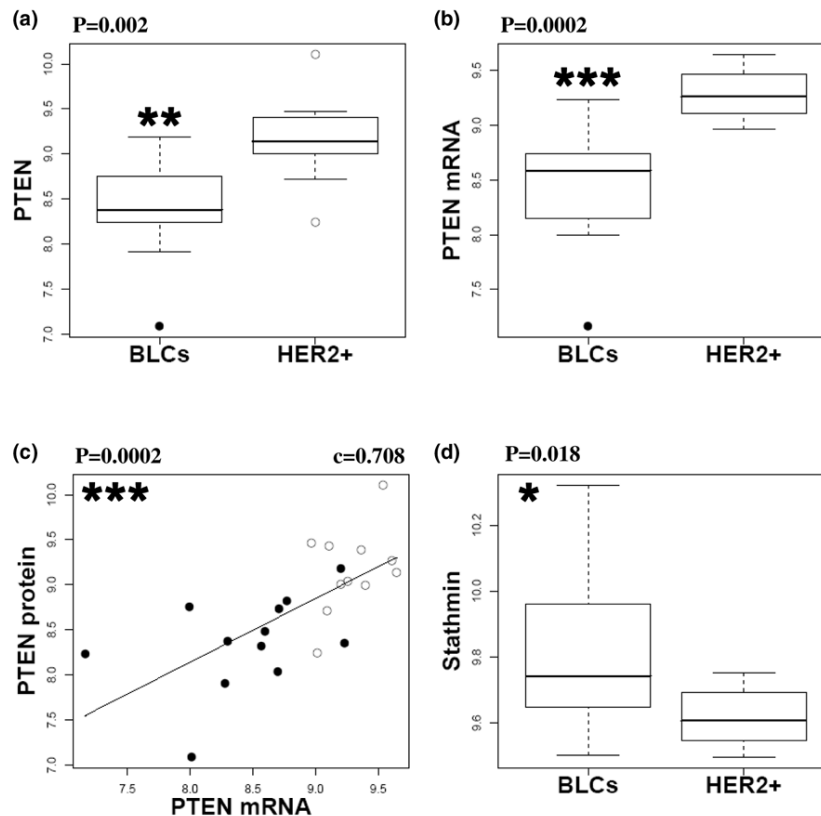 (a)
P=0.002
PTEN
10.0
9.5
9.0
8.5
8.0
7.5
7.0
**
BLCs HER2+
(b)
P=0.0002
PTEN mRNA
9.5
9.0
8.5
8.0
7.5
***
BLCs HER2+
(c)
P=0.0002 c=0.708
***
PTEN protein
10.0
9.5
9.0
8.5
8.0
7.5
7.0
7.5 8.0 8.5 9.0 9.5
PTEN mRNA
(d)
P=0.018
*
Stathmin
10.2
10.0
9.8
9.6
BLCs HER2+